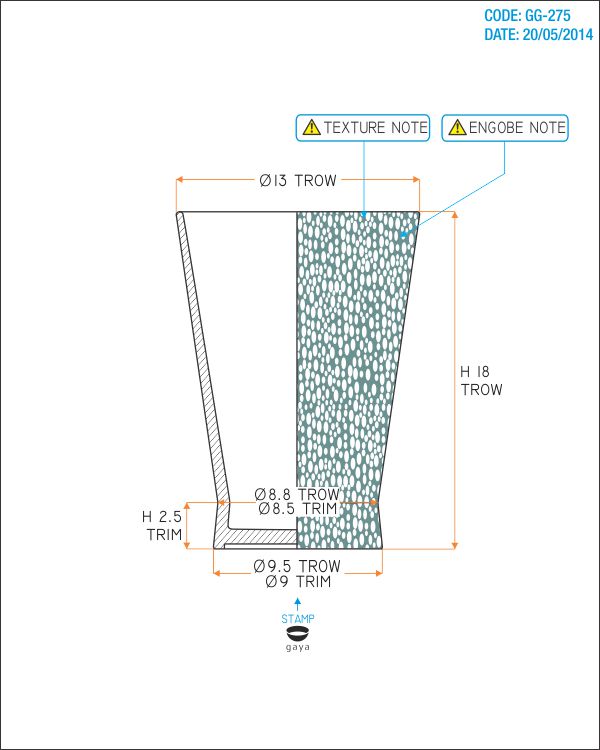 CODE: GG-275
DATE: 20/05/2014
TEXTURE NOTE
ENGOBE NOTE
Ø13 TROW
H 18
TROW
Ø8.8 TROW
Ø8.5 TRIM
H 2.5
TRIM
Ø9.5 TROW
Ø9 TRIM
STAMP
gaya